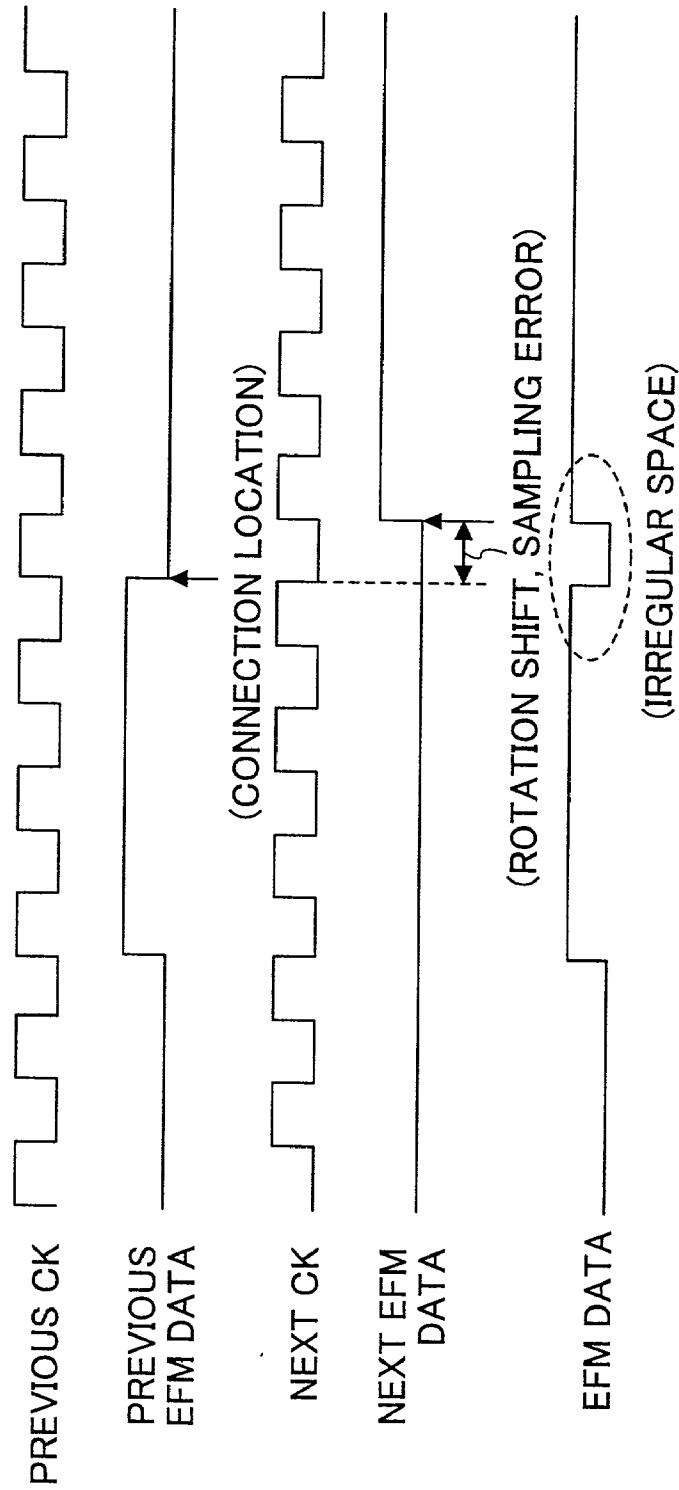 PREVIOUS CK
PREVIOUS
EFM DATA
(CONNECTION LOCATION)
NEXT CK
NEXT EFM
DATA
(ROTATION SHIFT, SAMPLING ERROR)
EFM DATA
(IRREGULAR SPACE)